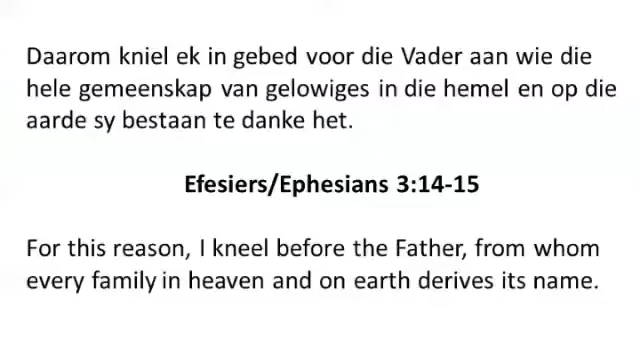 Daarom kniel ek in gebed voor die Vader aan wie die
hele gemeenskap van gelowiges in die hemel en op die
aarde sy bestaan te danke het.
Efesiers/Ephesians 3:14-15
For this reason, I kneel before the Father, from whom
every family in heaven and on earth derives its name.